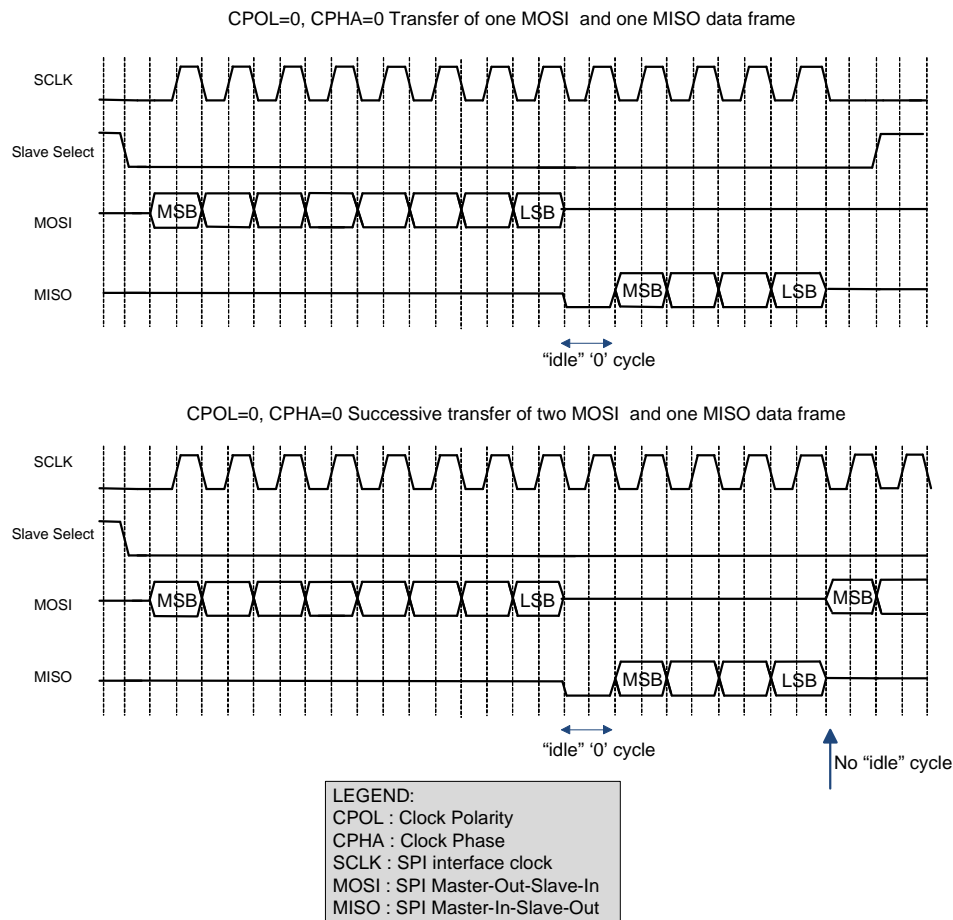 CPOL=0, CPHA=0 Transfer of one MOSI and one MISO data frame
SCLK
Slave Select
MOSI
MSB
LSB
MISO
MSB
LSB
“idle” ‘0’ cycle
CPOL=0, CPHA=0 Successive transfer of two MOSI and one MISO data frame
SCLK
Slave Select
MOSI
MSB
LSB
MSB
MISO
MSB
LSB
“idle” ‘0’ cycle
No “idle” cycle
LEGEND:
CPOL : Clock Polarity
CPHA : Clock Phase
SCLK : SPI interface clock
MOSI : SPI Master-Out-Slave-In
MISO : SPI Master-In-Slave-Out